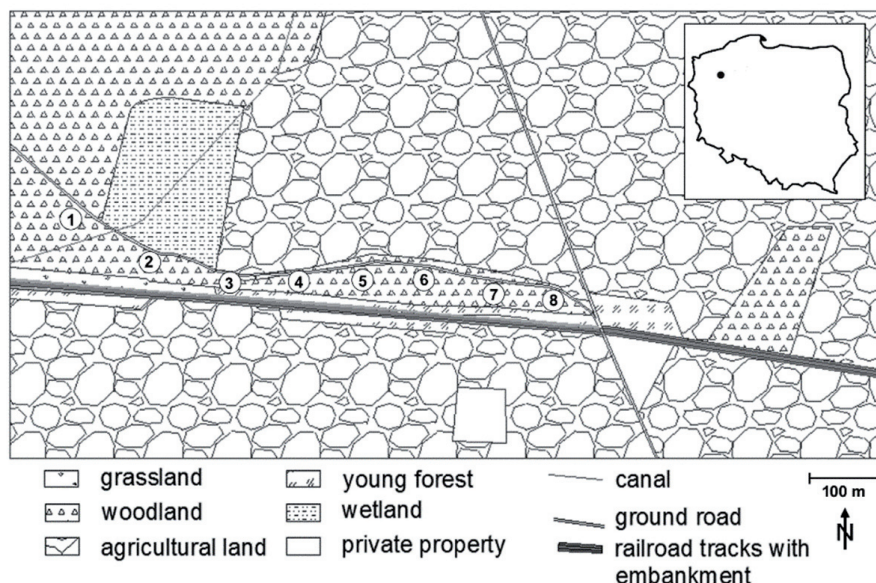 1
2
3
4
5
6
7
8
grassland
woodland
agricultural land
young forest
wetland
private property
canal
ground road
railroad tracks with
embankment
100 m
N